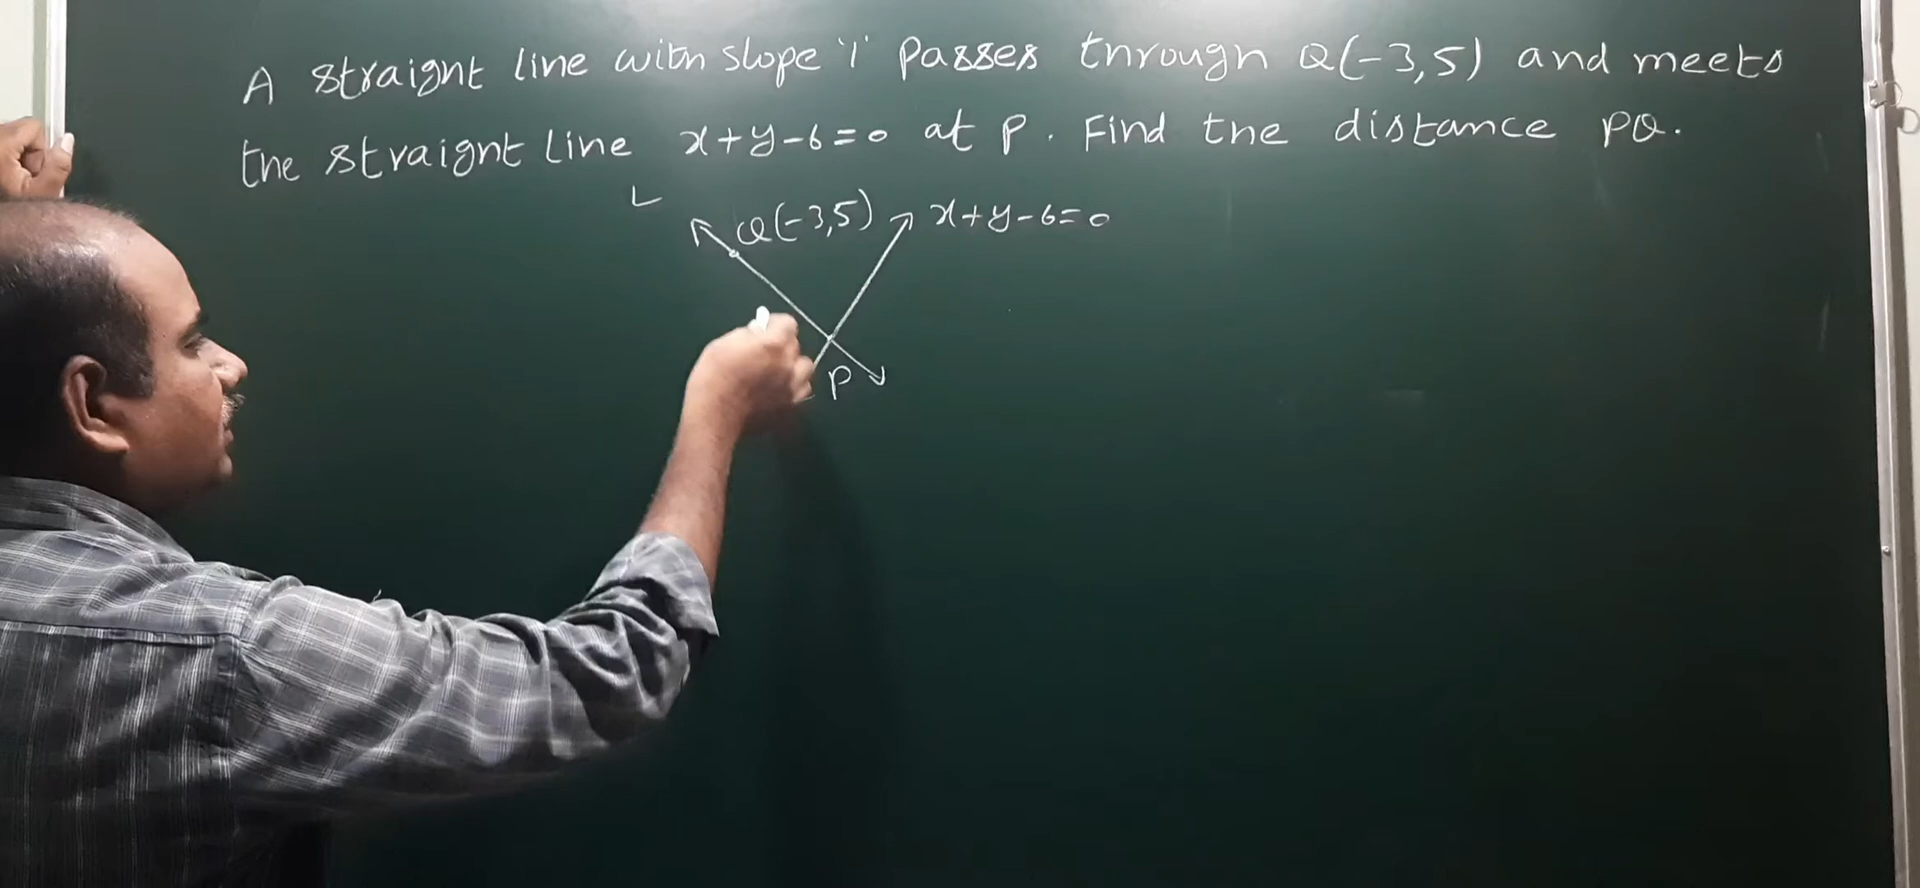 A straight line with slope '1' passes through Q(-3,5) and meets
the straight line x+y-6=0 at P. Find the distance PQ.
L
Q(-3,5) x+y-6=0
P